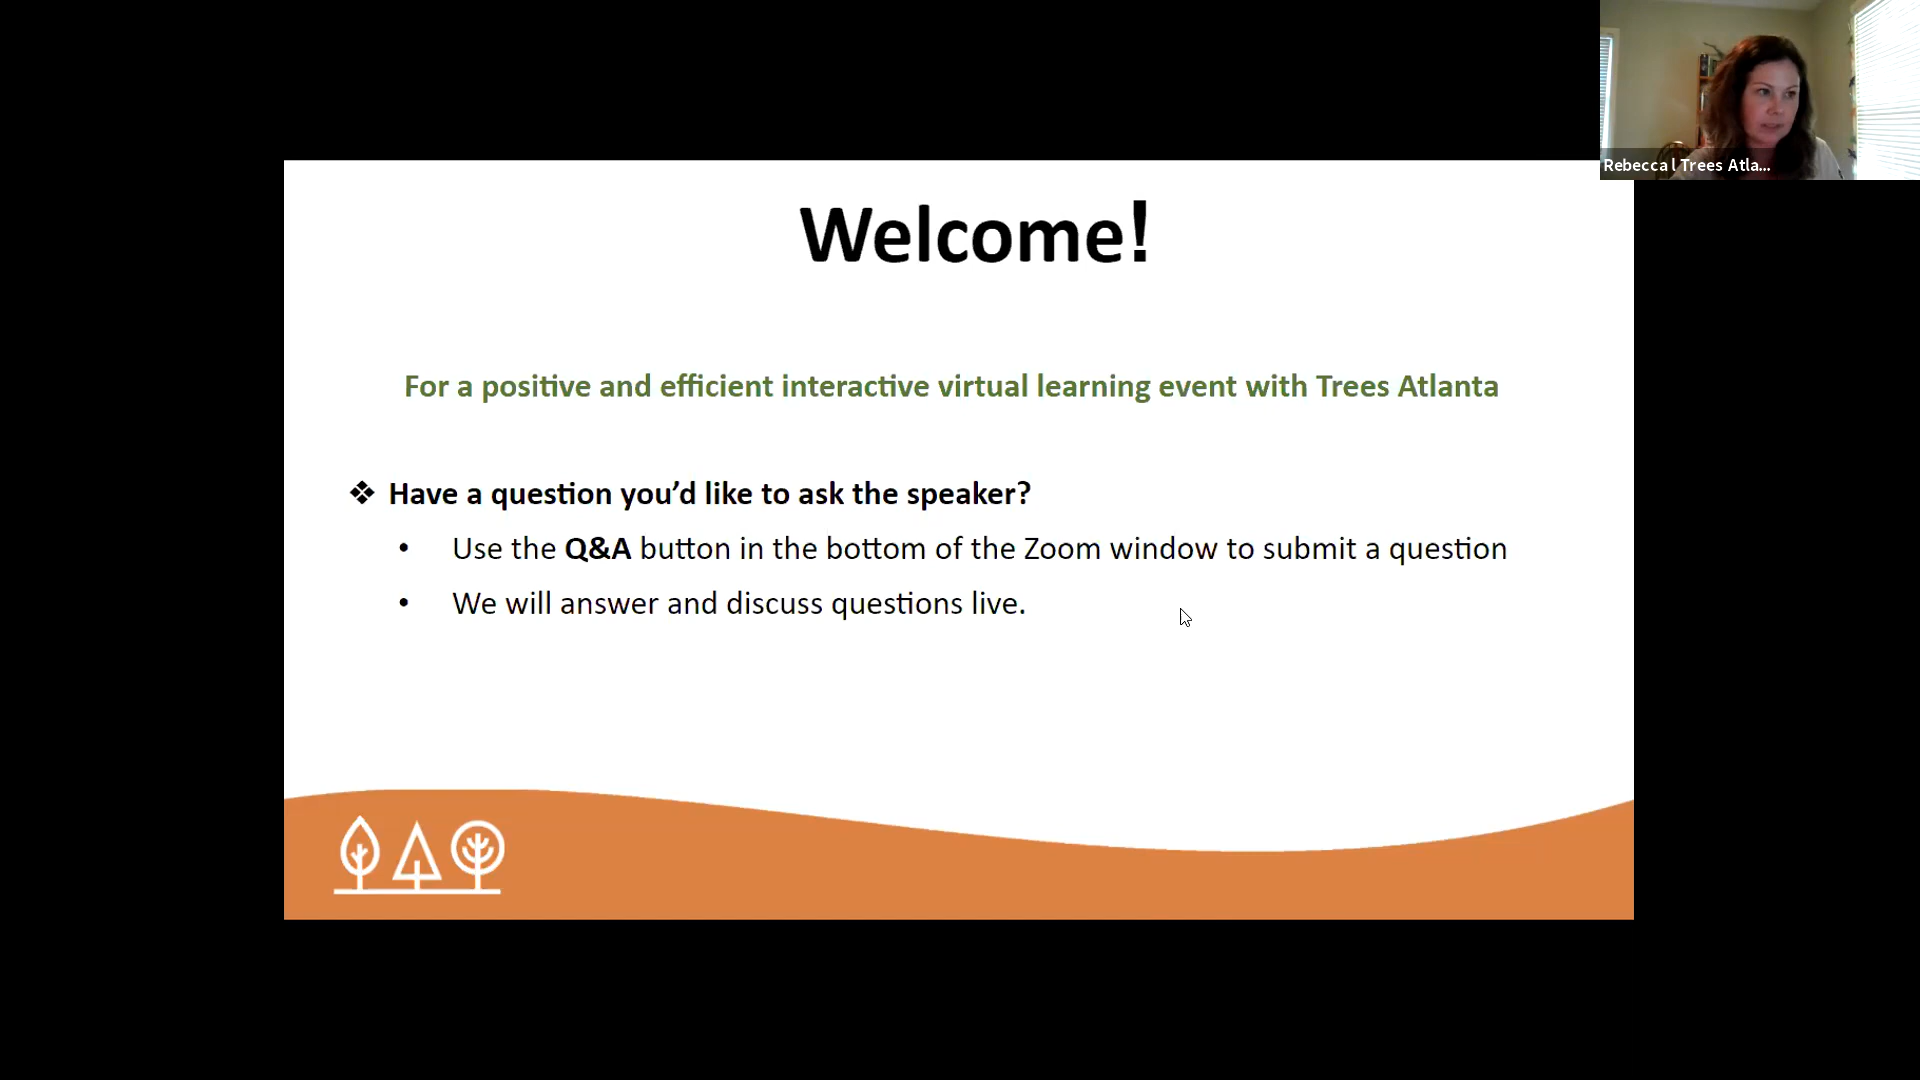 Rebecca l Trees Atla...
Welcome!
For a positive and efficient interactive virtual learning event with Trees Atlanta
❖ Have a question you’d like to ask the speaker?
• Use the Q&A button in the bottom of the Zoom window to submit a question
• We will answer and discuss questions live.